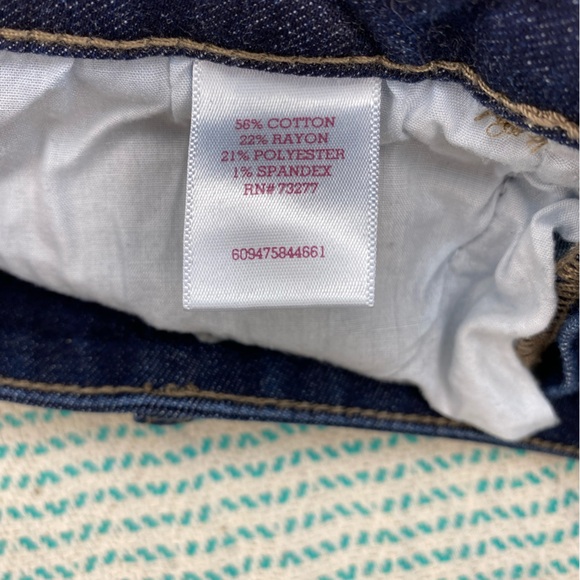 56% COTTON
22% RAYON
21% POLYESTER
1% SPANDEX
RN# 73277
609475844661